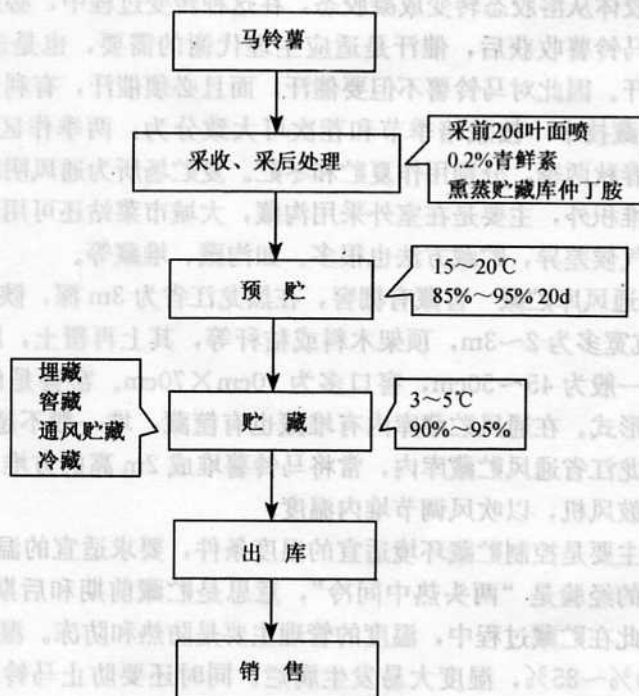 马铃薯
采收、采后处理
采前20d叶面喷
0.2%青鲜素
熏蒸贮藏库仲丁胺
预贮
15～20℃
85%～95% 20d
埋藏
窖藏
通风贮藏
冷藏
贮藏
3～5℃
90%～95%
出库
销售